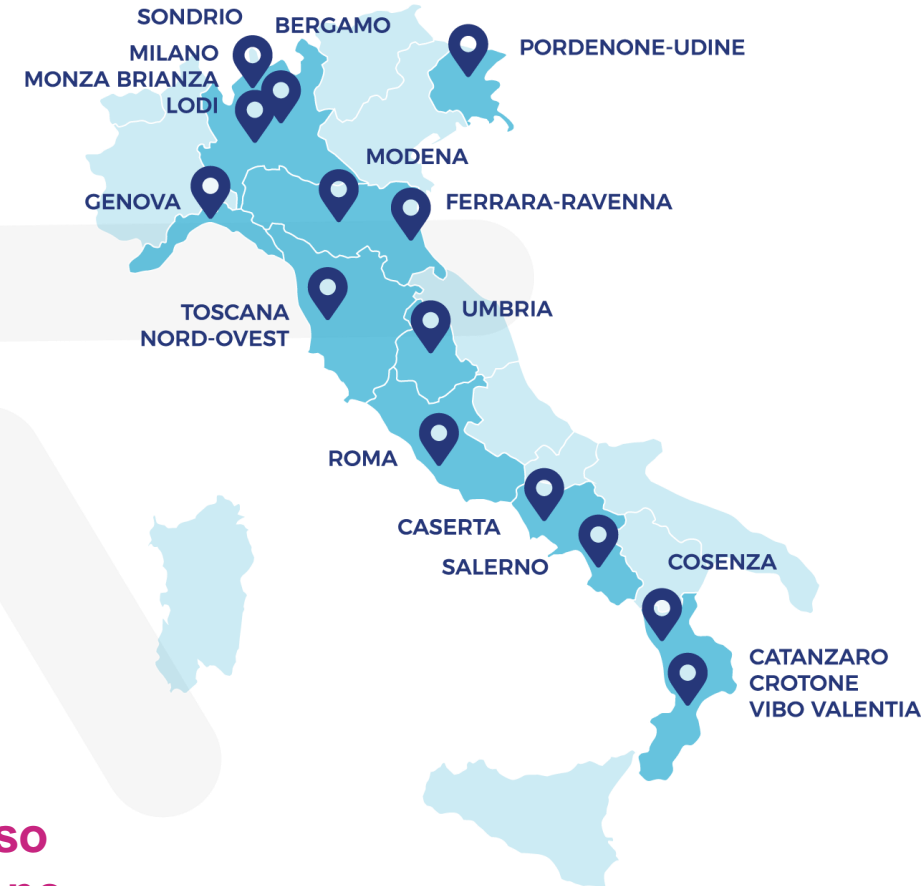 SONDRIO
BERGAMO
MILANO
MONZA BRIANZA
LODI
PORDENONE-UDINE
MODENA
GENOVA
FERRARA-RAVENNA
TOSCANA
NORD-OVEST
UMBRIA
ROMA
CASERTA
SALERNO
COSENZA
CATANZARO
CROTONE
VIBO VALENTIA
so